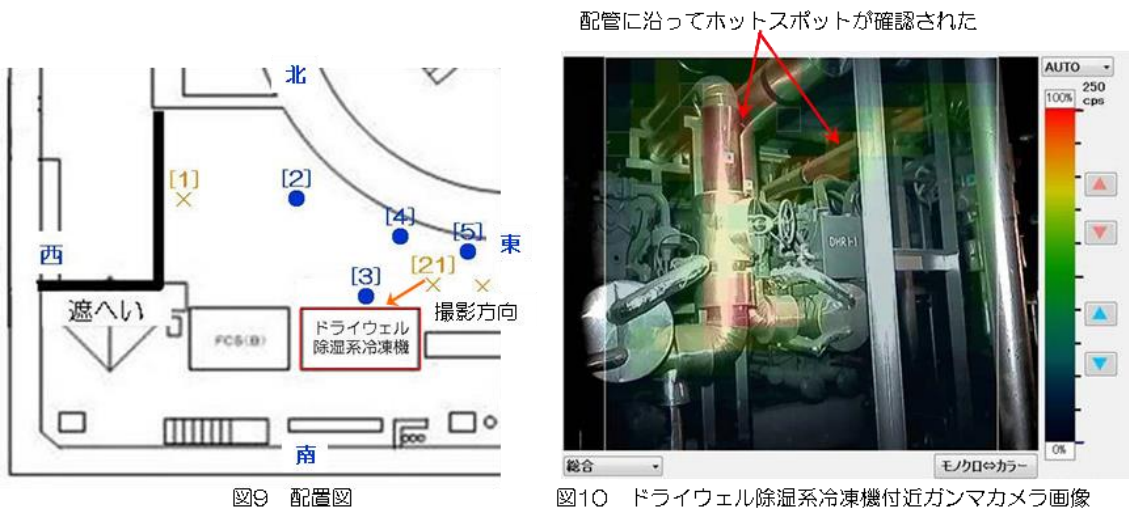 配管に沿ってホットスポットが確認された
北
[1]
[2]
[4]
[5]
東
西
[21]
[3]
撮影方向
遮へい
FCS(B)
ドライウェル
除湿系冷凍機
南
図9 配置図
AUTO
100%
250
cps
DHR1-1
0%
総合
モノクロ⇔カラー
図10 ドライウェル除湿系冷凍機付近ガンマカメラ画像